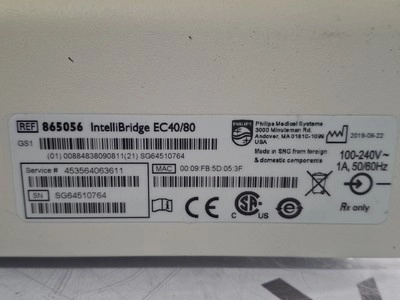 REF 865056 IntelliBridge EC40/80
GS1
(01) 00884838090811(21) SG64510764
Service # 453564063611
SN SG64510764
MAC 00:09:FB:5D:05:3F
PHILIPS
Philips Medical Systems
3000 Minuteman Rd.
Andover, MA 01810-1099
USA
Made in SNG from foreign
& domestic components
2019-06-22
100-240V~
1A, 50/60Hz
CE
C US
Rx only